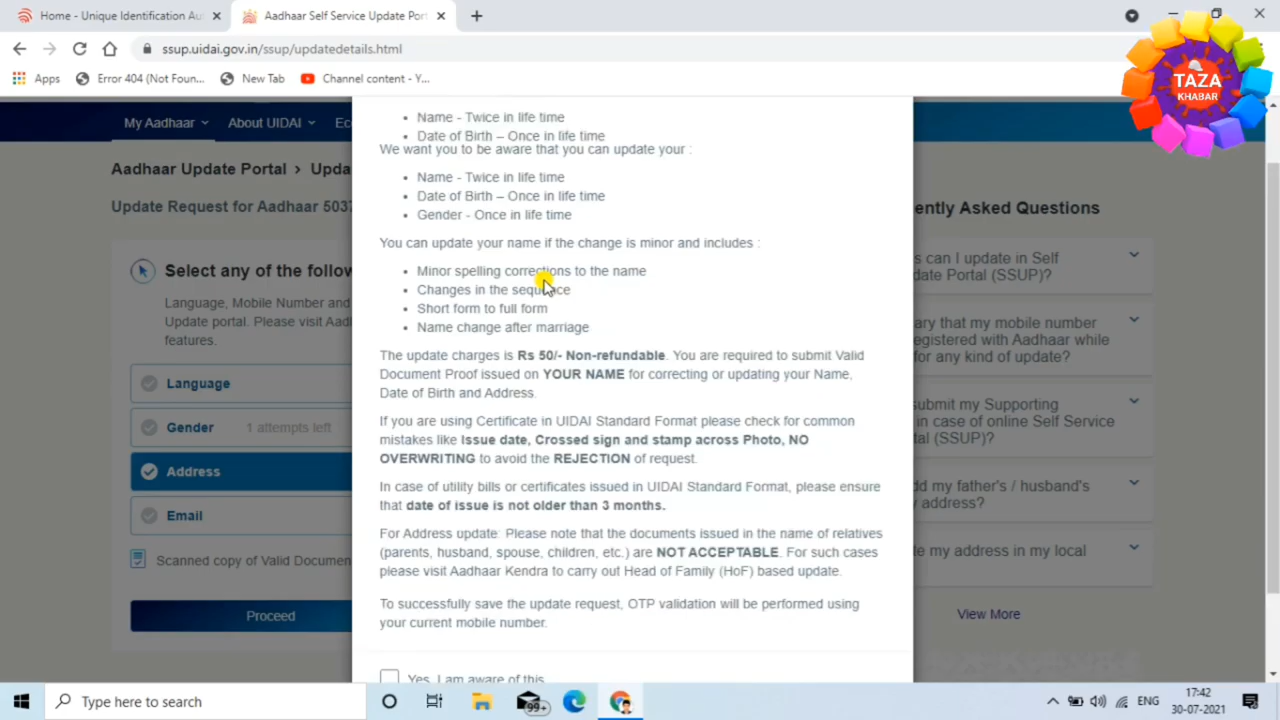 Home - Unique Identification Au
Aadhaar Self Service Update Port
ssup.uidai.gov.in/ssup/updatedetails.html
Apps
Error 404 (Not Foun...
New Tab
Channel content - Y...
TAZA
KHABAR
My Aadhaar
About UIDAI
Ec
Aadhaar Update Portal > Upda
Update Request for Aadhaar 5037
Select any of the follow
Language, Mobile Number and
Update portal. Please visit Aad
features.
Language
Gender 1 attempts left
Address
Email
Scanned copy of Valid Documen
Proceed
• Name - Twice in life time
• Date of Birth – Once in life time
We want you to be aware that you can update your :
• Name - Twice in life time
• Date of Birth – Once in life time
• Gender - Once in life time
You can update your name if the change is minor and includes :
• Minor spelling corrections to the name
• Changes in the sequence
• Short form to full form
• Name change after marriage
The update charges is Rs 50/- Non-refundable. You are required to submit Valid
Document Proof issued on YOUR NAME for correcting or updating your Name,
Date of Birth and Address.
If you are using Certificate in UIDAI Standard Format please check for common
mistakes like Issue date, Crossed sign and stamp across Photo, NO
OVERWRITING to avoid the REJECTION of request.
In case of utility bills or certificates issued in UIDAI Standard Format, please ensure
that date of issue is not older than 3 months.
For Address update: Please note that the documents issued in the name of relatives
(parents, husband, spouse, children, etc.) are NOT ACCEPTABLE. For such cases
please visit Aadhaar Kendra to carry out Head of Family (HoF) based update.
To successfully save the update request, OTP validation will be performed using
your current mobile number.
Yes, I am aware of this
ently Asked Questions
s can I update in Self
date Portal (SSUP)?
ary that my mobile number
egistered with Aadhaar while
for any kind of update?
submit my Supporting
in case of online Self Service
tal (SSUP)?
dd my father's / husband's
y address?
te my address in my local
View More
Type here to search
99+
ENG
17:42
30-07-2021